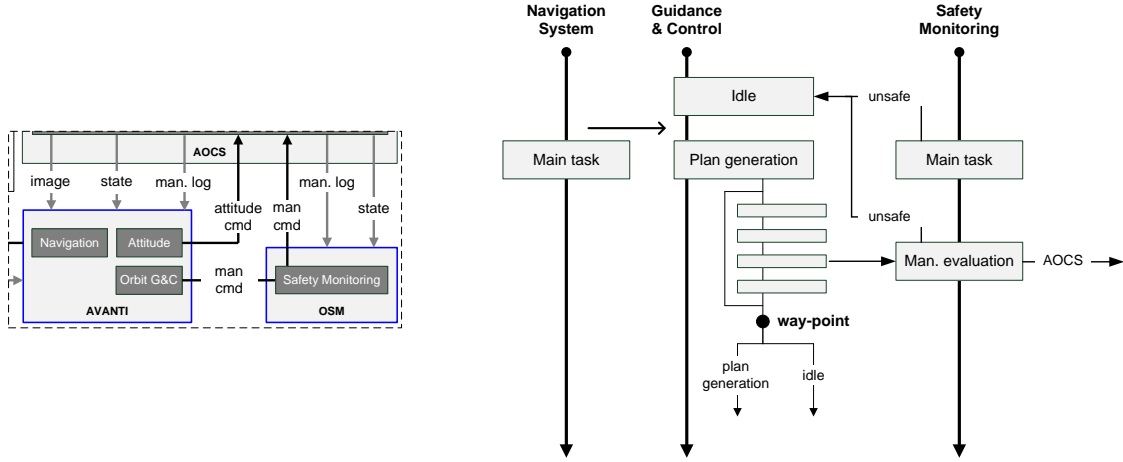 AOCS
image
state
man. log
attitude
cmd
man
cmd
man. log
state
Navigation
Attitude
Orbit G&C
man
cmd
Safety Monitoring
AVANTI
OSM
Navigation
System
Guidance
& Control
Safety
Monitoring
Idle
unsafe
Main task
Plan generation
Main task
unsafe
Man. evaluation
AOCS
way-point
plan
generation
idle